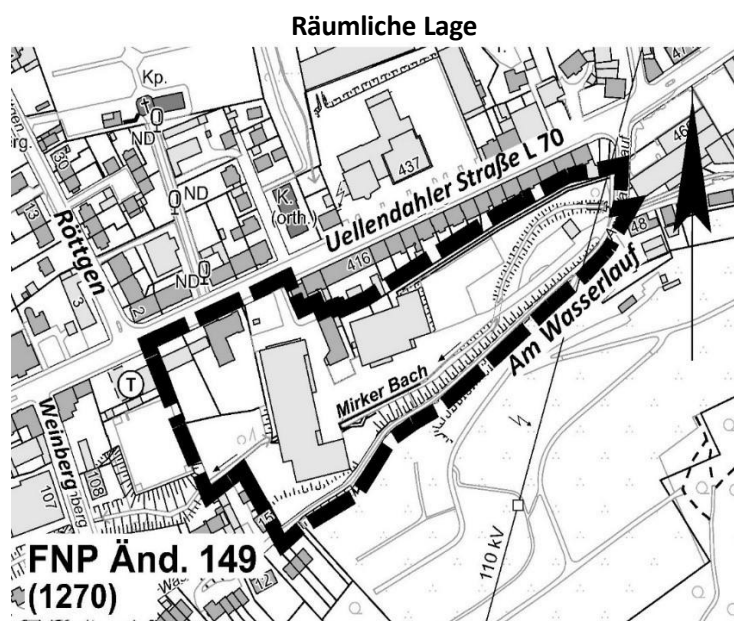 Räumliche Lage
Kp.
ND
30
13
Röttgen
ND
K.
(orth.)
437
Uellendahler Straße L 70
ND
416
3
2
48
Am Wasserlauf
Mirker Bach
T
Weinberg
108
107
15
12
110 kV
FNP Änd. 149
(1270)